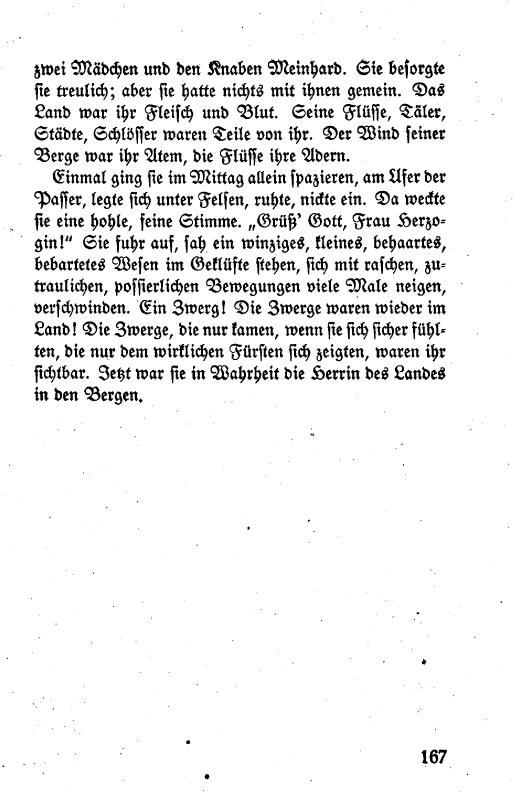 zwei Mädchen und den Knaben Meinhard. Sie besorgte
sie treulich; aber sie hatte nichts mit ihnen gemein. Das
Land war ihr Fleisch und Blut. Seine Flüsse, Täler,
Städte, Schlösser waren Teile von ihr. Der Wind seiner
Berge war ihr Atem, die Flüsse ihre Adern.
Einmal ging sie im Mittag allein spazieren, am Ufer der
Passer, legte sich unter Felsen, ruhte, nickte ein. Da weckte
sie eine hohle, feine Stimme. „Grüß’ Gott, Frau Herzo-
gin!“ Sie fuhr auf, sah ein winziges, kleines, behaartes,
bebartetes Wesen im Geklüfte stehen, sich mit raschen, zu-
traulichen, possierlichen Bewegungen viele Male neigen,
verschwinden. Ein Zwerg! Die Zwerge waren wieder im
Land! Die Zwerge, die nur kamen, wenn sie sich sicher fühl-
ten, die nur dem wirklichen Fürsten sich zeigten, waren ihr
sichtbar. Jetzt war sie in Wahrheit die Herrin des Landes
in den Bergen.
167